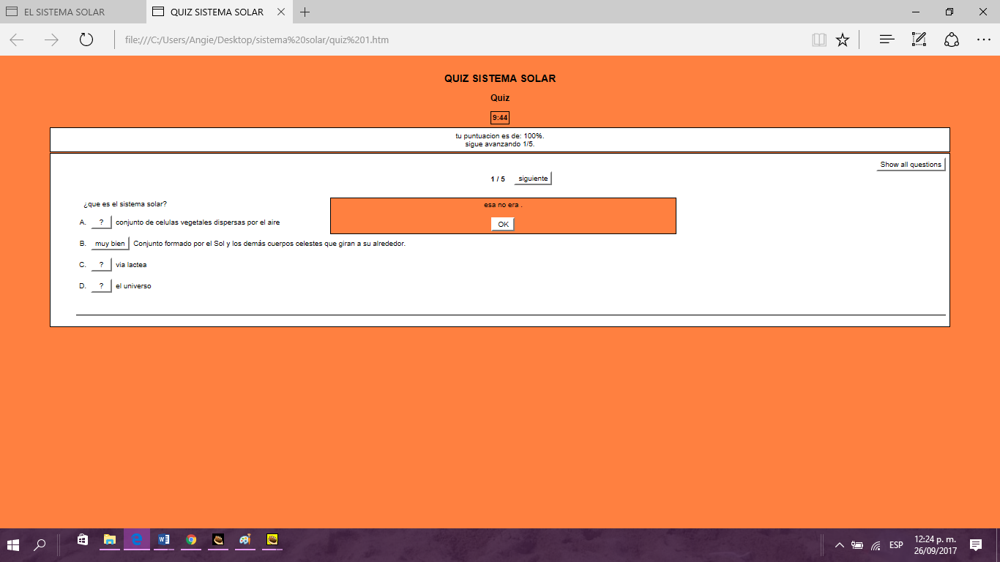 EL SISTEMA SOLAR
QUIZ SISTEMA SOLAR
file:///C:/Users/Angie/Desktop/sistema%20solar/quiz%201.htm
QUIZ SISTEMA SOLAR
Quiz
9:44
tu puntuacion es de: 100%.
sigue avanzando 1/5.
Show all questions
1 / 5 siguiente
¿que es el sistema solar?
esa no era .
OK
A. ? conjunto de celulas vegetales dispersas por el aire
B. muy bien Conjunto formado por el Sol y los demás cuerpos celestes que giran a su alrededor.
C. ? via lactea
D. ? el universo
ESP
12:24 p. m.
26/09/2017